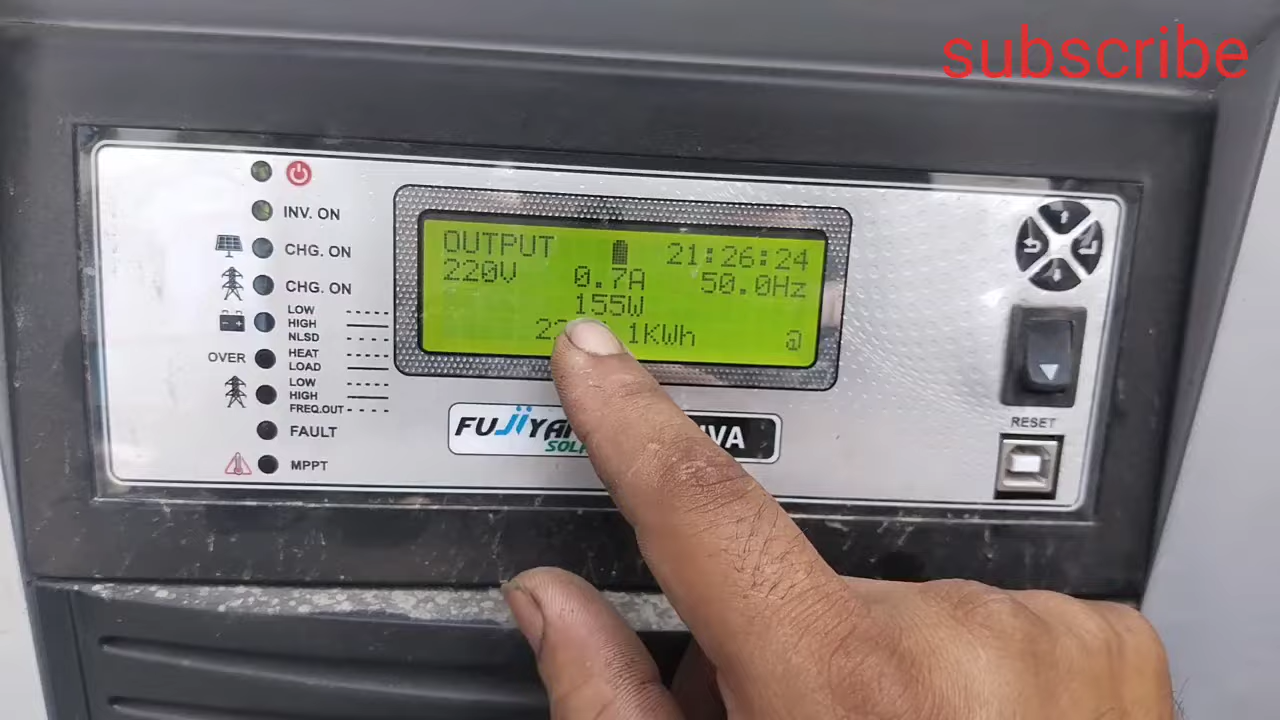 subscribe
INV. ON
CHG. ON
CHG. ON
LOW
HIGH
NLSD
OVER
HEAT
LOAD
LOW
HIGH
FREQ.OUT
FAULT
MPPT
OUTPUT 21:26:24
220V 0.7A 50.0Hz
155W
1KWh @
RESET